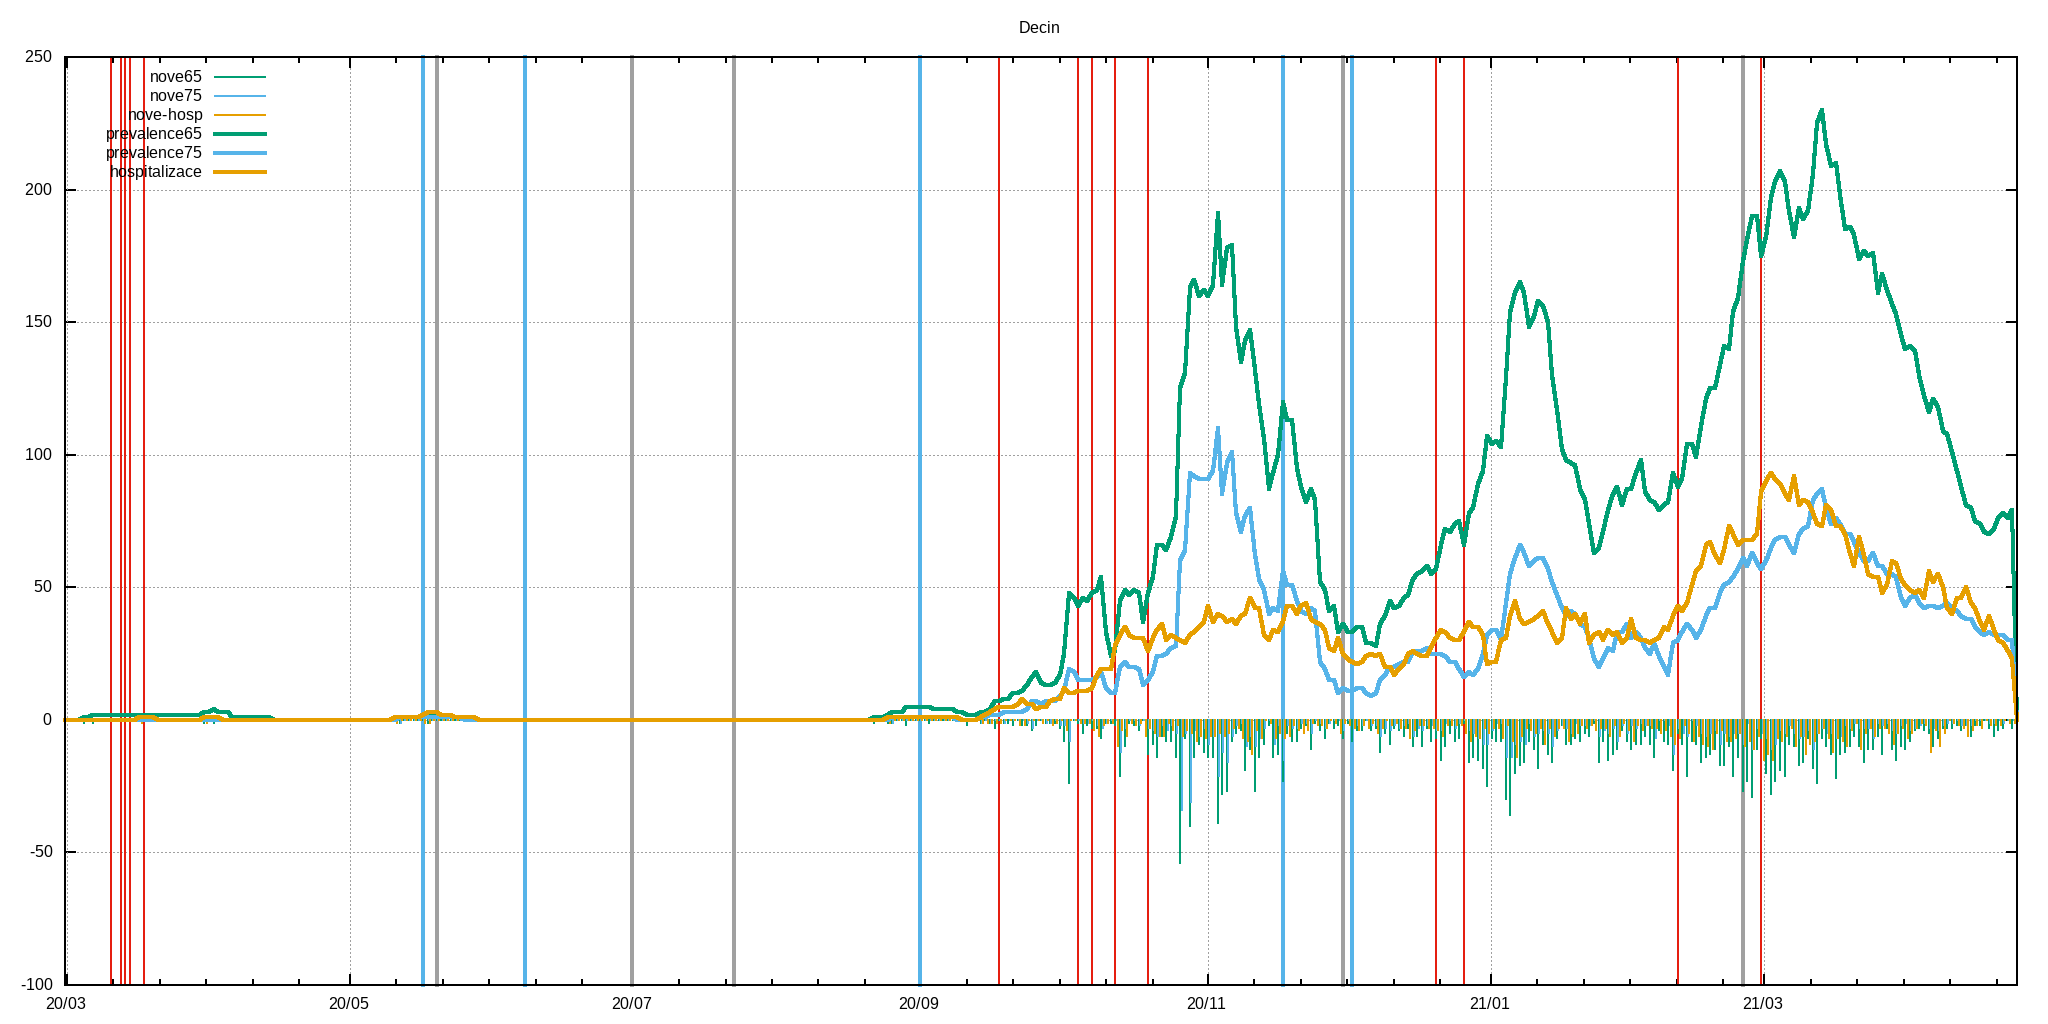 Decin
250
200
150
100
50
0
-50
-100
nove65
nove75
nove-hosp
prevalence65
prevalence75
hospitalizace
20/03 20/05 20/07 20/09 20/11 21/01 21/03